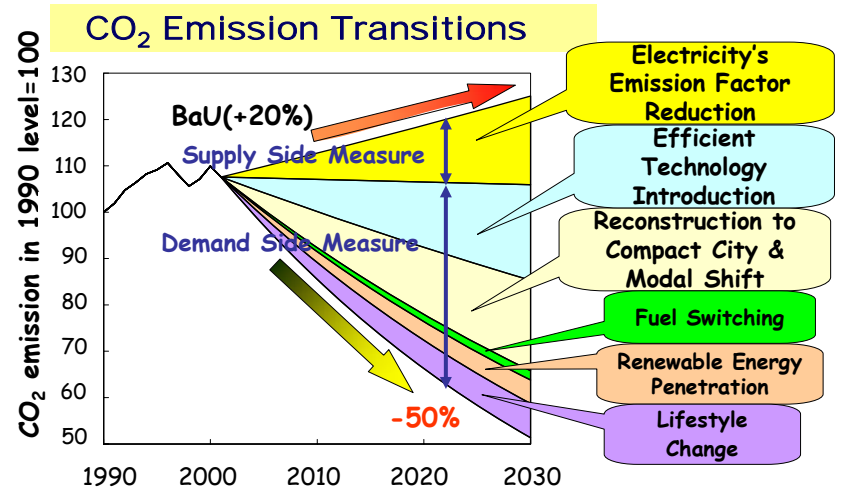 CO₂ Emission Transitions
CO₂ emission in 1990 level=100
130
120
110
100
90
80
70
60
50
1990
2000
2010
2020
2030
BaU(+20%)
Supply Side Measure
Demand Side Measure
-50%
Electricity's
Emission Factor
Reduction
Efficient
Technology
Introduction
Reconstruction to
Compact City &
Modal Shift
Fuel Switching
Renewable Energy
Penetration
Lifestyle
Change